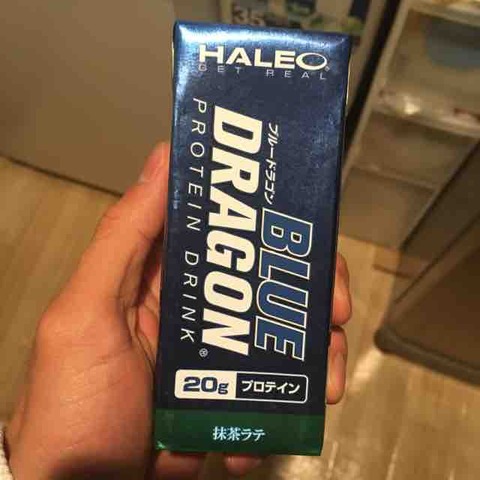 35
HALEO®
GET REAL
ブルードラゴン
BLUE
DRAGON®
PROTEIN DRINK
20g プロテイン
抹茶ラテ